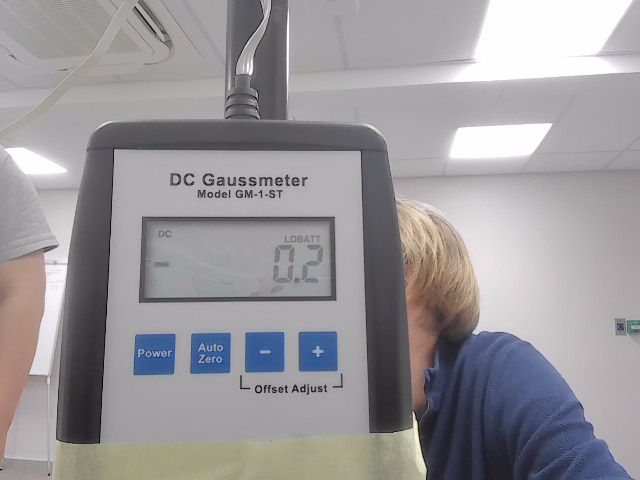 DC Gaussmeter
Model GM-1-ST
DC
LOBATT
- 0.2
Power
Auto
Zero
-
+
Offset Adjust